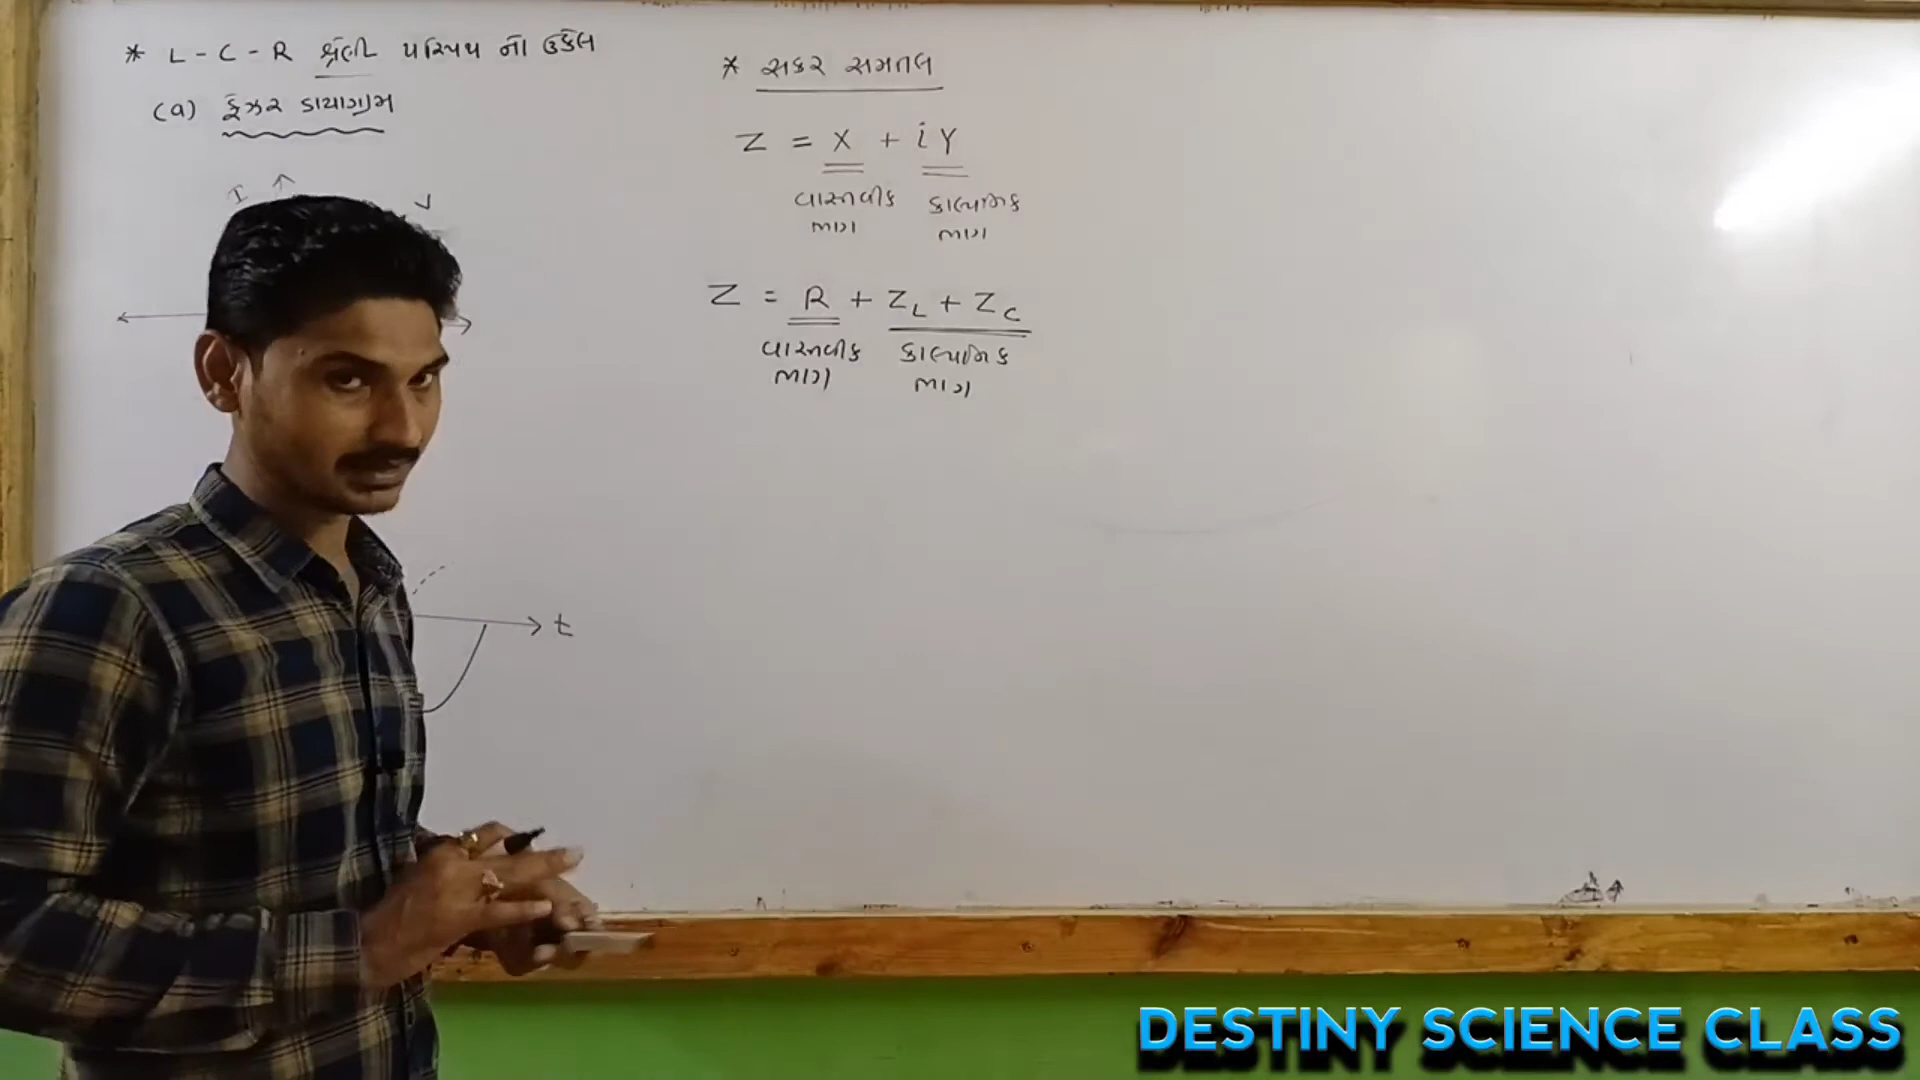 * L - C - R શ્રેણી પરિપથ નો ઉકેલ
(a) ફેઝર ડાયાગ્રામ
I
V
t
* સંકર સમતલ
Z = X + i Y
વાસ્તવીક કાલ્પનિક
ભાગ ભાગ
Z = R + Z_L + Z_C
વાસ્તવીક કાલ્પનિક
ભાગ ભાગ
DESTINY SCIENCE CLASS